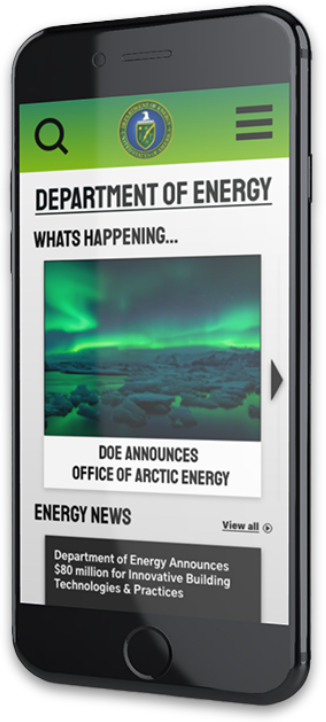 DEPARTMENT OF ENERGY
WHATS HAPPENING...
DOE ANNOUNCES
OFFICE OF ARCTIC ENERGY
ENERGY NEWS
View all
Department of Energy Announces
$80 million for Innovative Building
Technologies & Practices